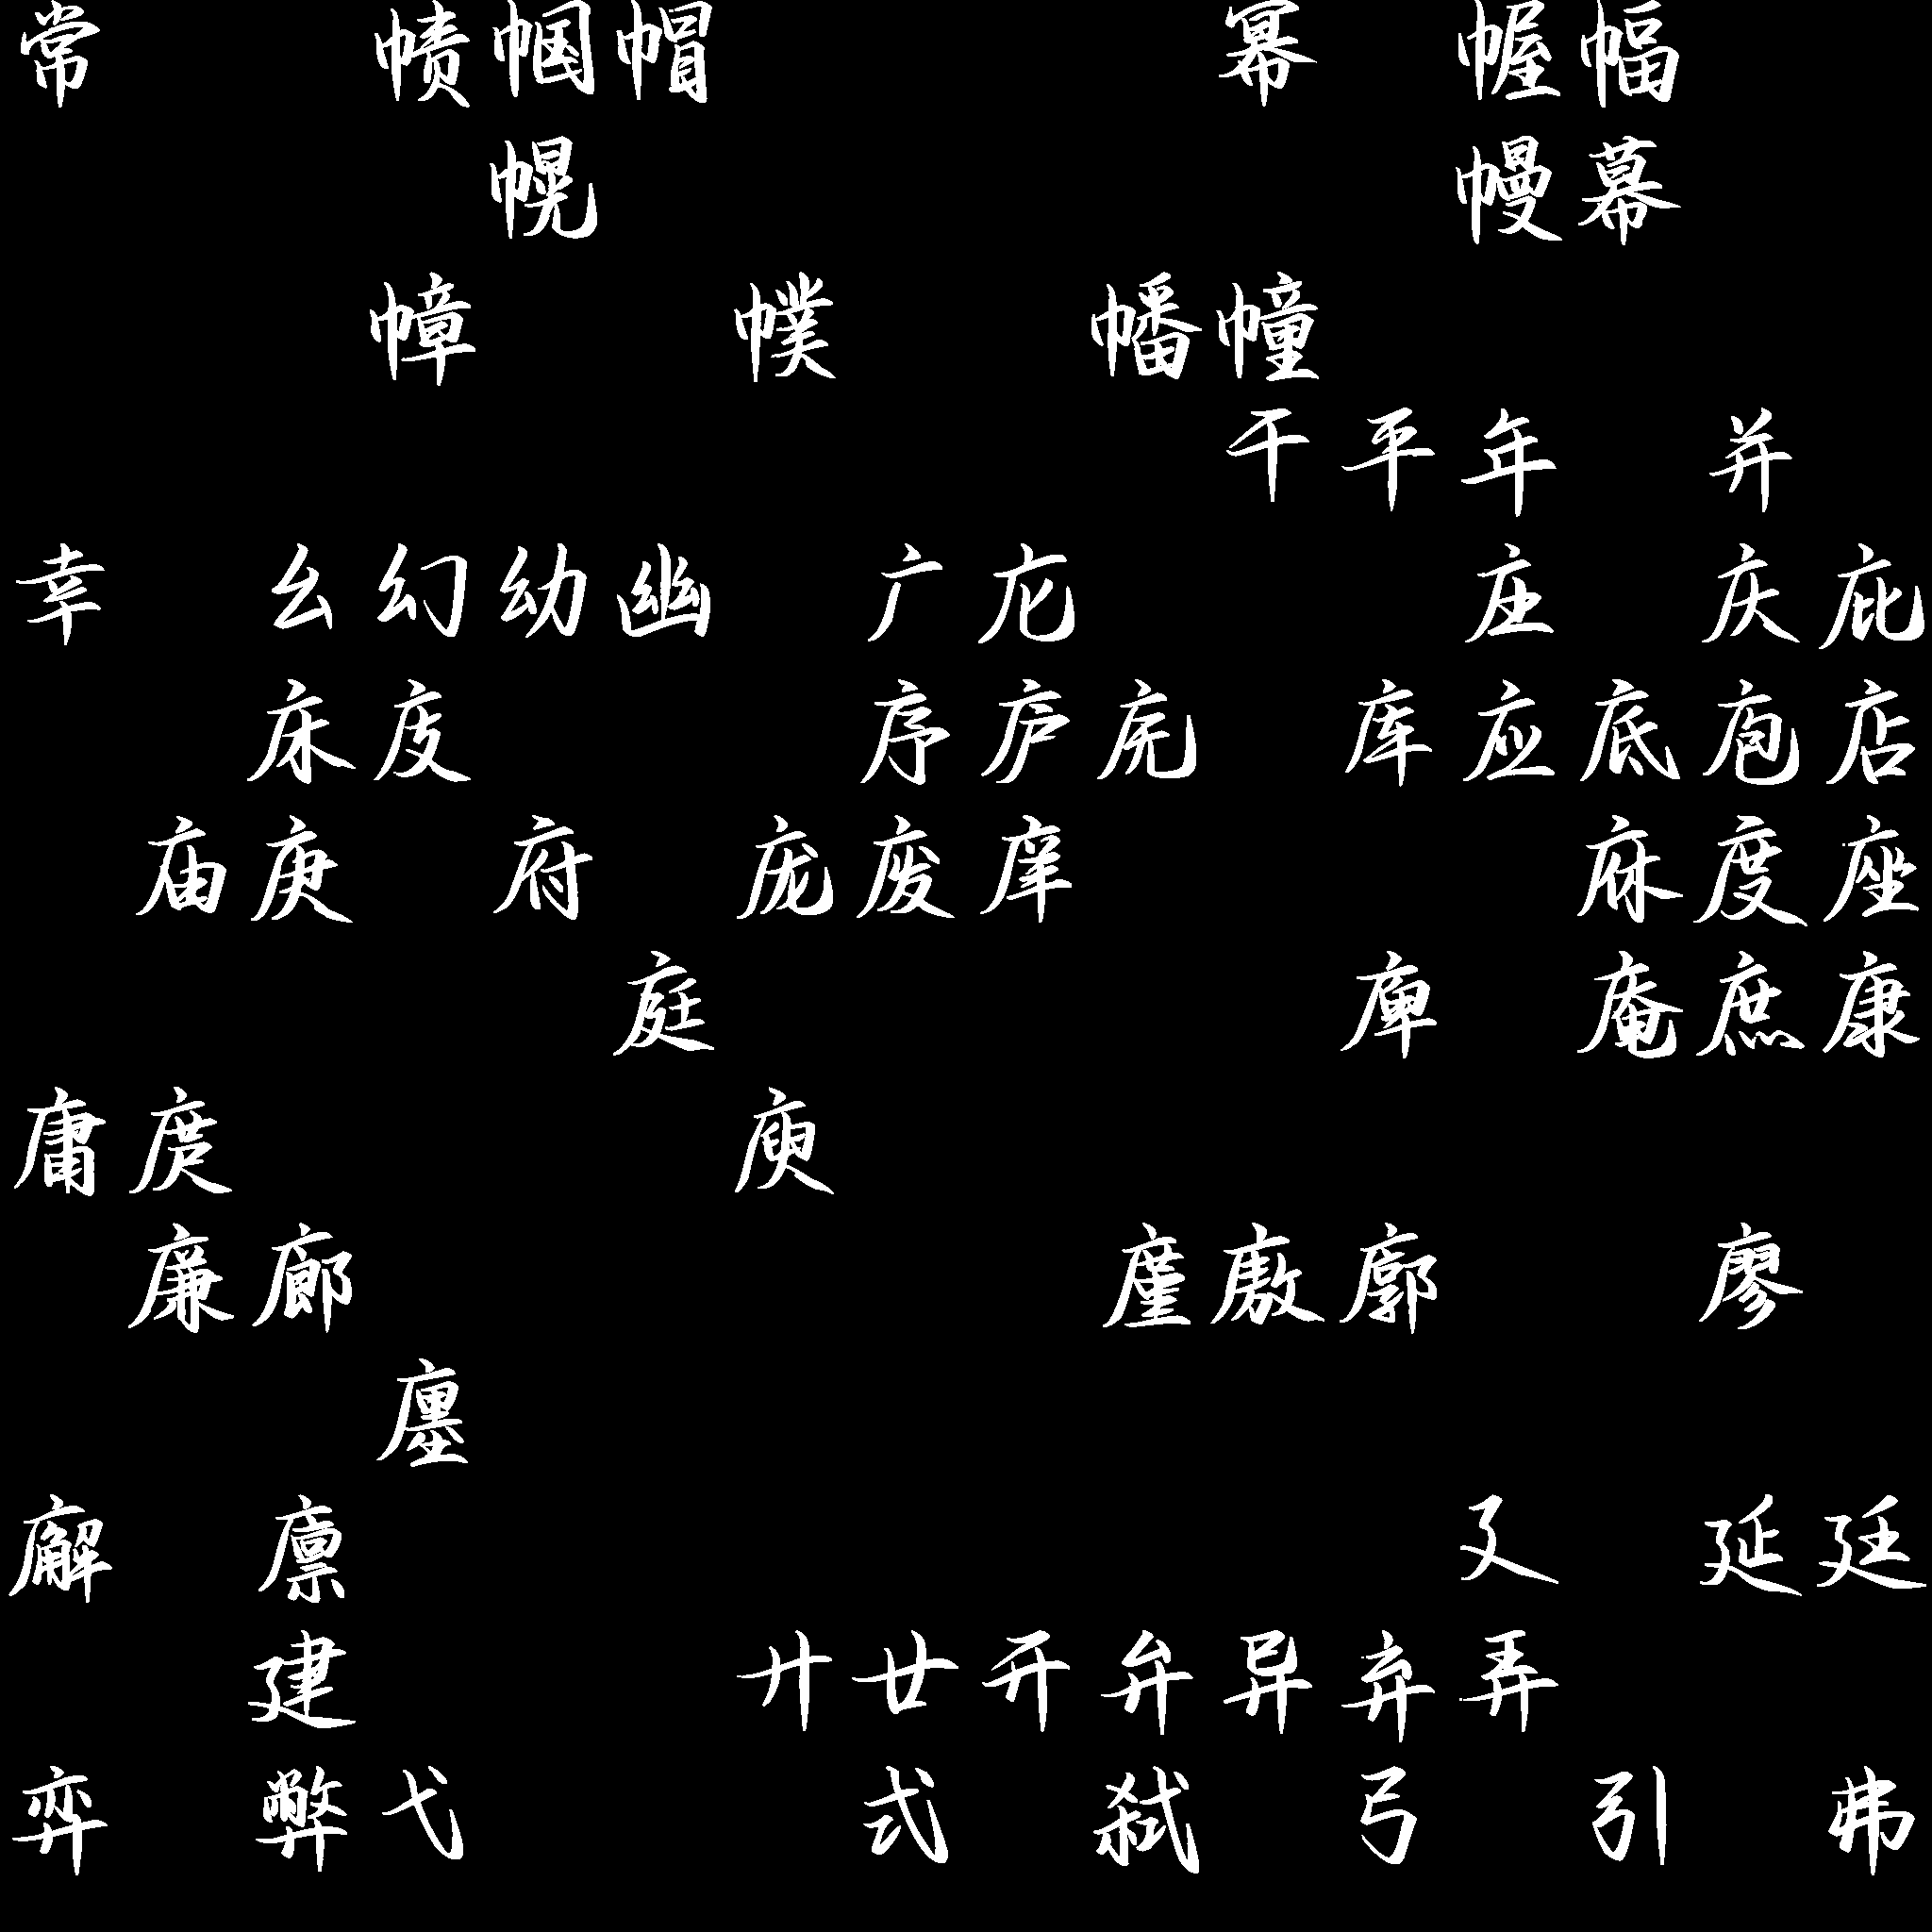 常 帻 帼 帽 幂 幄 幅
幌 幔 幕
幛 幞 幡 幢
干 平 年 并
幸 幺 幻 幼 幽 广 庀 庄 庆 庇
床 庋 序 庐 庑 库 应 底 庖 店
庙 庚 府 庞 废 庠 庥 度 座
庭 庳 庵 庶 康
庸 庹 庾
廉 廊 廑 廒 廓 廖
廛
廨 廪 廴 延 廷
建 廾 廿 开 弁 异 弃 弄
弈 弊 弋 式 弑 弓 引 弗